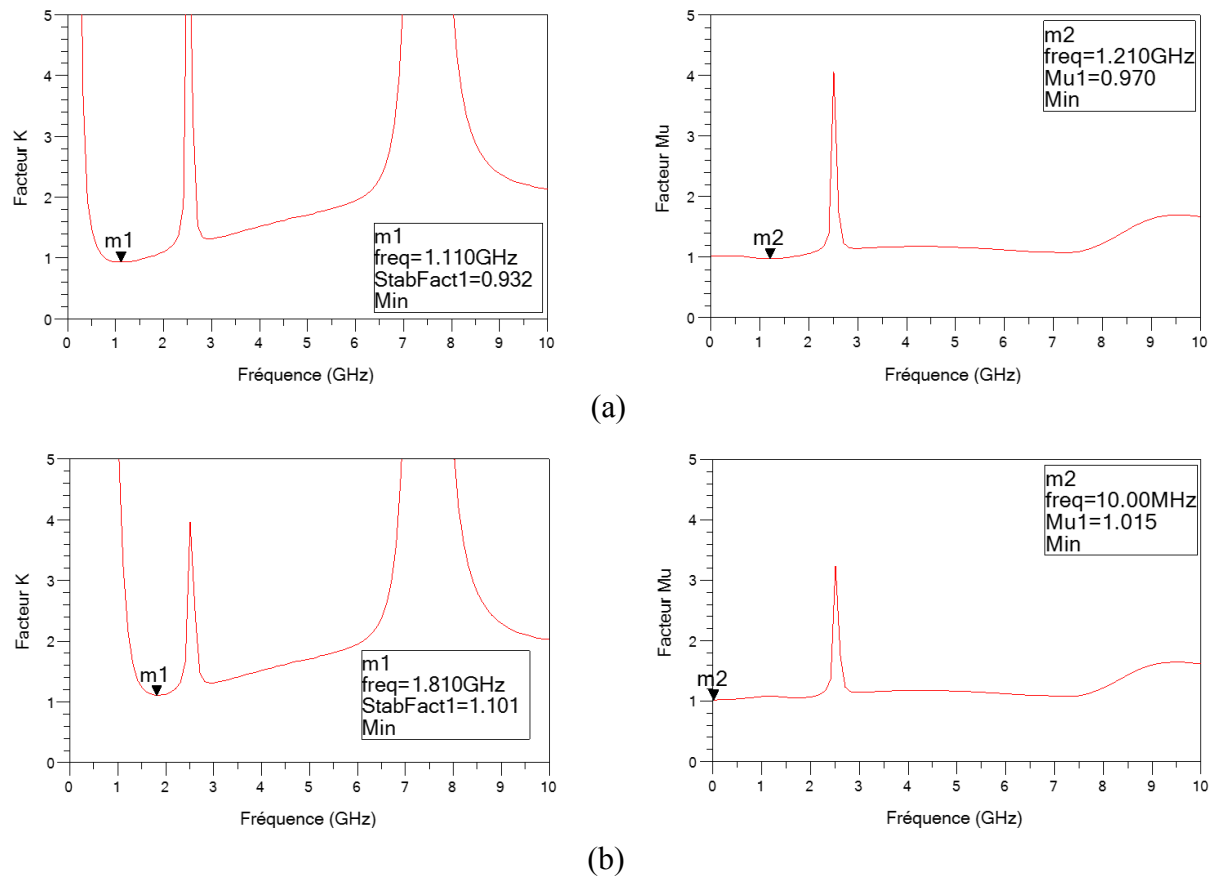 5
4
3
2
1
0
Facteur K
m1
m1
freq=1.110GHz
StabFact1=0.932
Min
0 1 2 3 4 5 6 7 8 9 10
Fréquence (GHz)
5
4
3
2
1
0
Facteur Mu
m2
m2
freq=1.210GHz
Mu1=0.970
Min
0 1 2 3 4 5 6 7 8 9 10
Fréquence (GHz)
(a)
5
4
3
2
1
0
Facteur K
m1
m1
freq=1.810GHz
StabFact1=1.101
Min
0 1 2 3 4 5 6 7 8 9 10
Fréquence (GHz)
5
4
3
2
1
0
Facteur Mu
m2
m2
freq=10.00MHz
Mu1=1.015
Min
0 1 2 3 4 5 6 7 8 9 10
Fréquence (GHz)
(b)